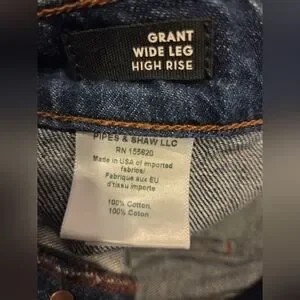 GRANT
WIDE LEG
HIGH RISE
PIPES & SHAW LLC
RN 155820
Made in USA of imported
fabrics/
Fabrique aux EU
d'tissu importe
100% Cotton.
100% Coton